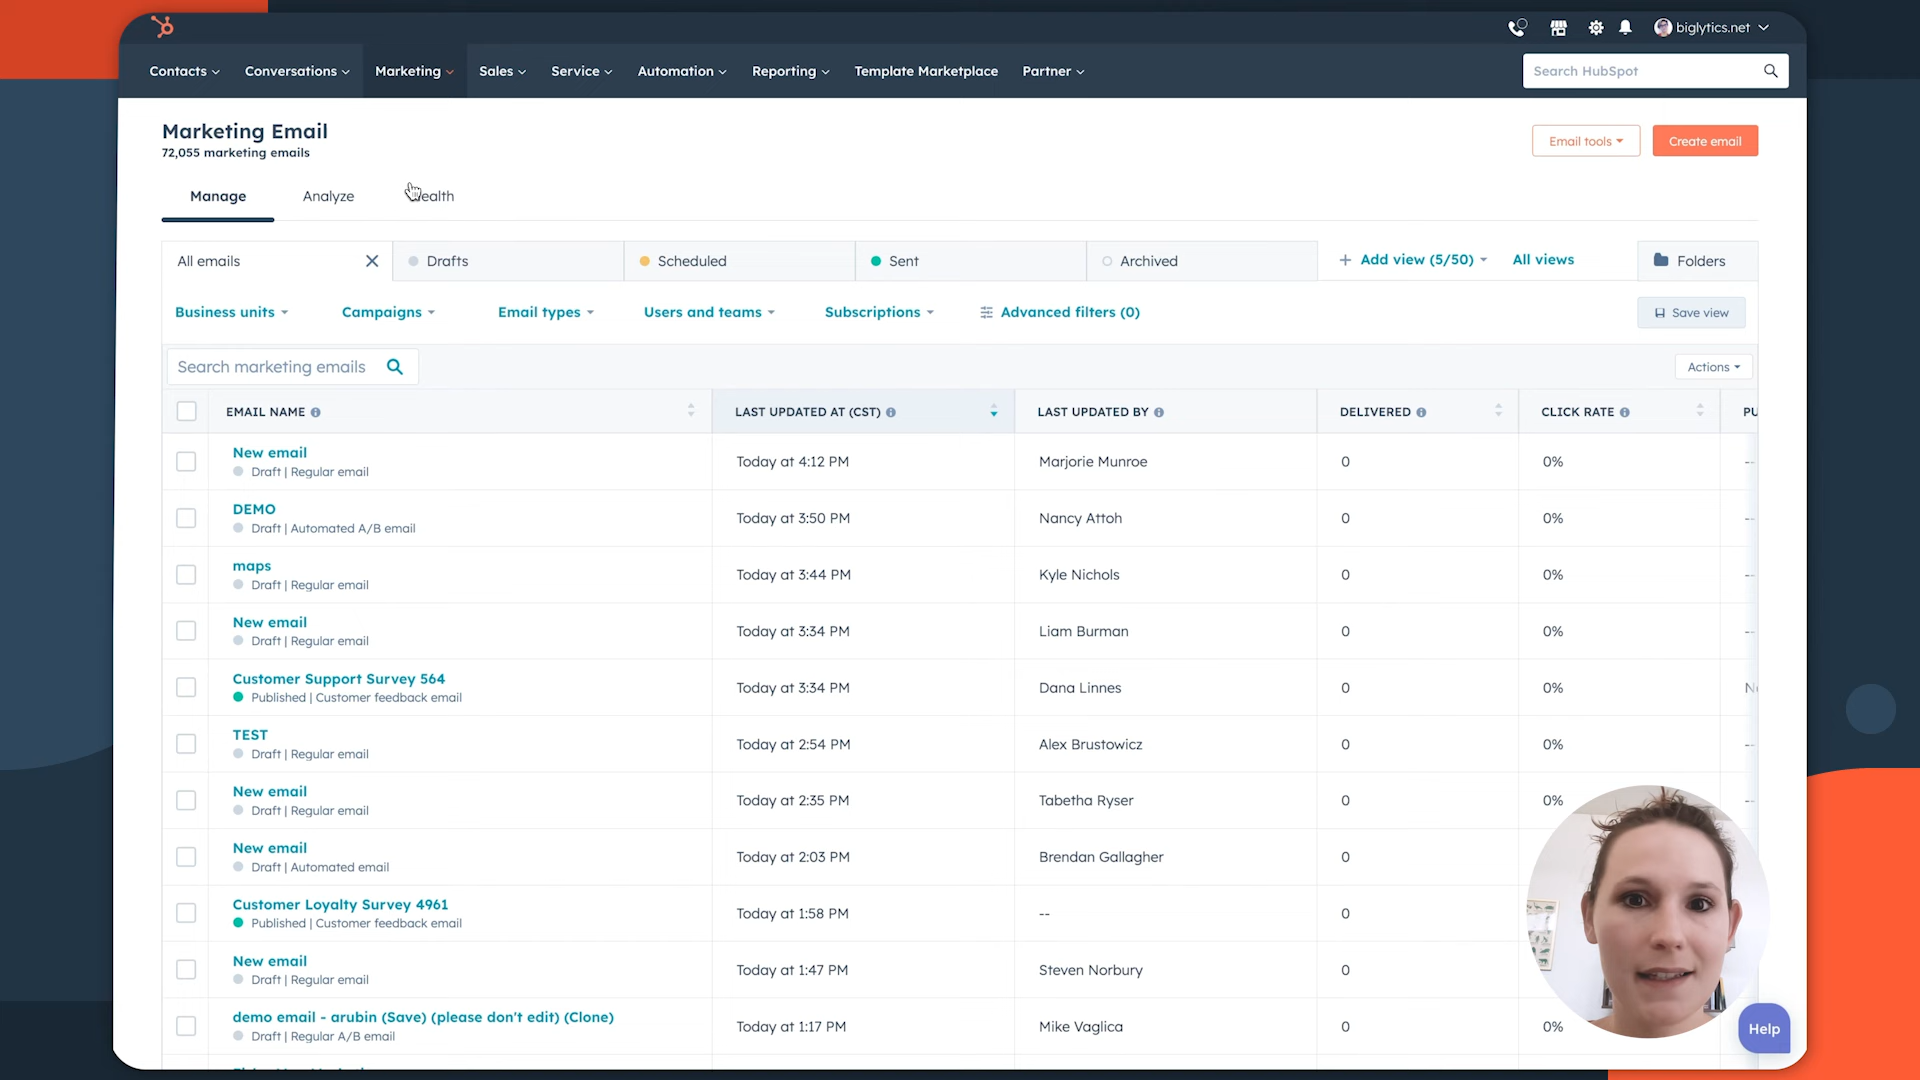 biglytics.net
Contacts Conversations Marketing Sales Service Automation Reporting Template Marketplace Partner
Search HubSpot
Marketing Email
72,055 marketing emails
Email tools
Create email
Manage Analyze ealth
All emails Drafts Scheduled Sent Archived + Add view (5/50) All views Folders
Business units Campaigns Email types Users and teams Subscriptions Advanced filters (0) Save view
Search marketing emails
Actions
EMAIL NAME LAST UPDATED AT (CST) LAST UPDATED BY DELIVERED CLICK RATE PU
New email
Draft | Regular email
Today at 4:12 PM Marjorie Munroe 0 0% --
DEMO
Draft | Automated A/B email
Today at 3:50 PM Nancy Attoh 0 0% --
maps
Draft | Regular email
Today at 3:44 PM Kyle Nichols 0 0% --
New email
Draft | Regular email
Today at 3:34 PM Liam Burman 0 0% --
Customer Support Survey 564
Published | Customer feedback email
Today at 3:34 PM Dana Linnes 0 0%
TEST
Draft | Regular email
Today at 2:54 PM Alex Brustowicz 0 0% --
New email
Draft | Regular email
Today at 2:35 PM Tabetha Ryser 0 0% --
New email
Draft | Automated email
Today at 2:03 PM Brendan Gallagher 0
Customer Loyalty Survey 4961
Published | Customer feedback email
Today at 1:58 PM -- 0
New email
Draft | Regular email
Today at 1:47 PM Steven Norbury 0
demo email - arubin (Save) (please don't edit) (Clone)
Draft | Regular A/B email
Today at 1:17 PM Mike Vaglica 0 0%
Help